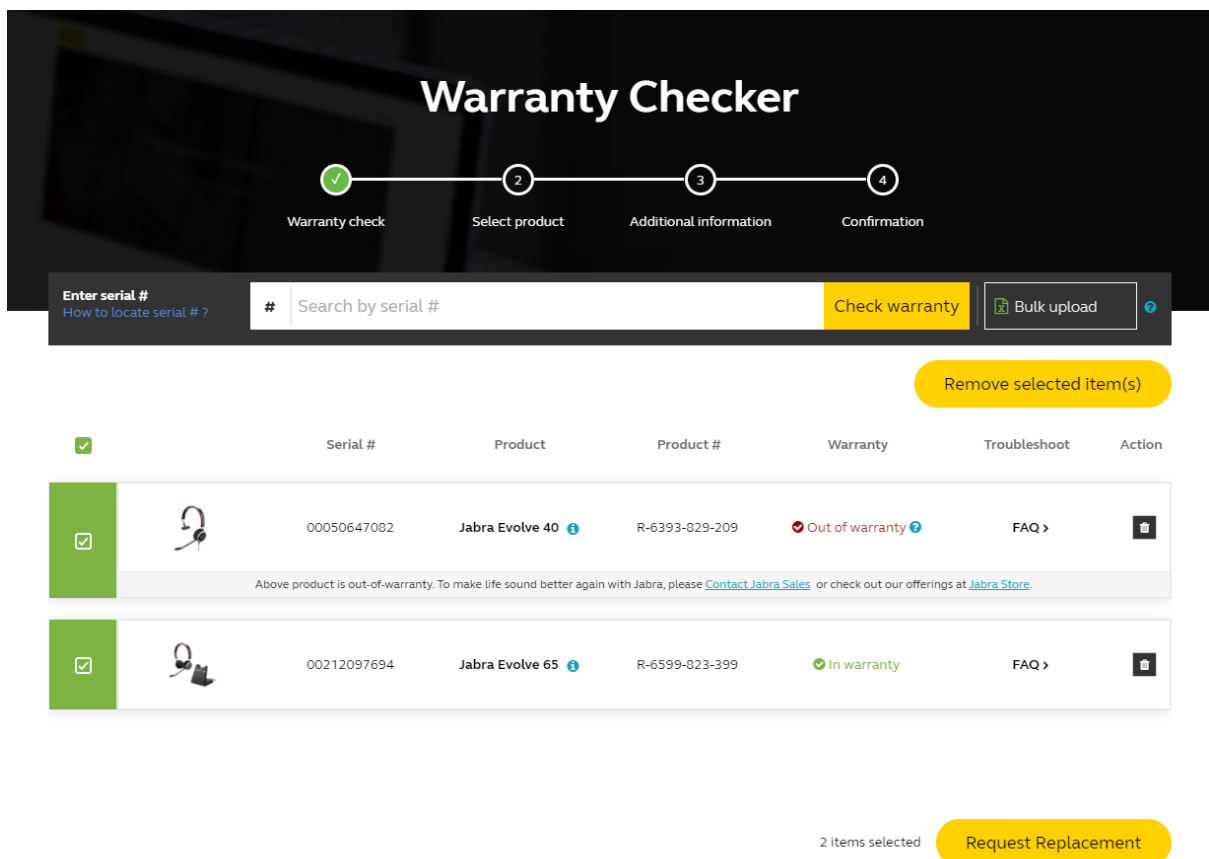 Warranty Checker
2
3
4
Warranty check
Select product
Additional information
Confirmation
Enter serial #
How to locate serial # ?
# Search by serial #
Check warranty
Bulk upload
Remove selected item(s)
Serial # Product Product # Warranty Troubleshoot Action
00050647082 Jabra Evolve 40 R-6393-829-209 Out of warranty FAQ >
Above product is out-of-warranty. To make life sound better again with Jabra, please Contact Jabra Sales or check out our offerings at Jabra Store.
00212097694 Jabra Evolve 65 R-6599-823-399 In warranty FAQ >
2 items selected Request Replacement